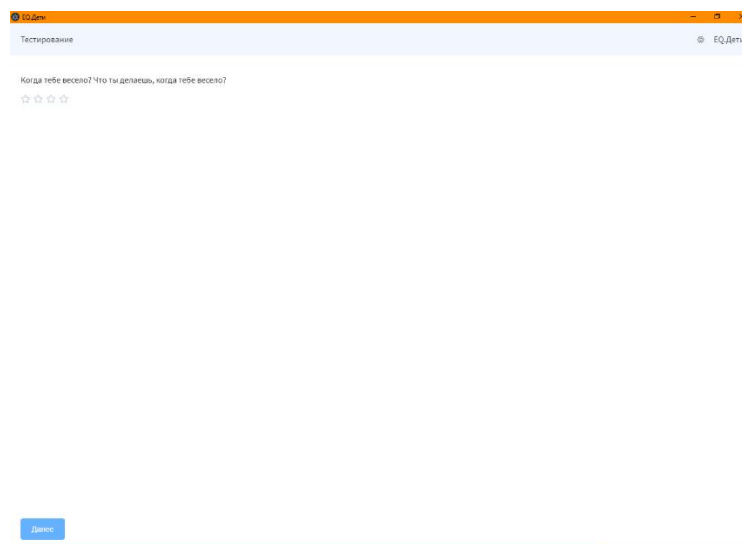 EQ.Дети
Тестирование
EQ.Дети
Когда тебе весело? Что ты делаешь, когда тебе весело?
Далее